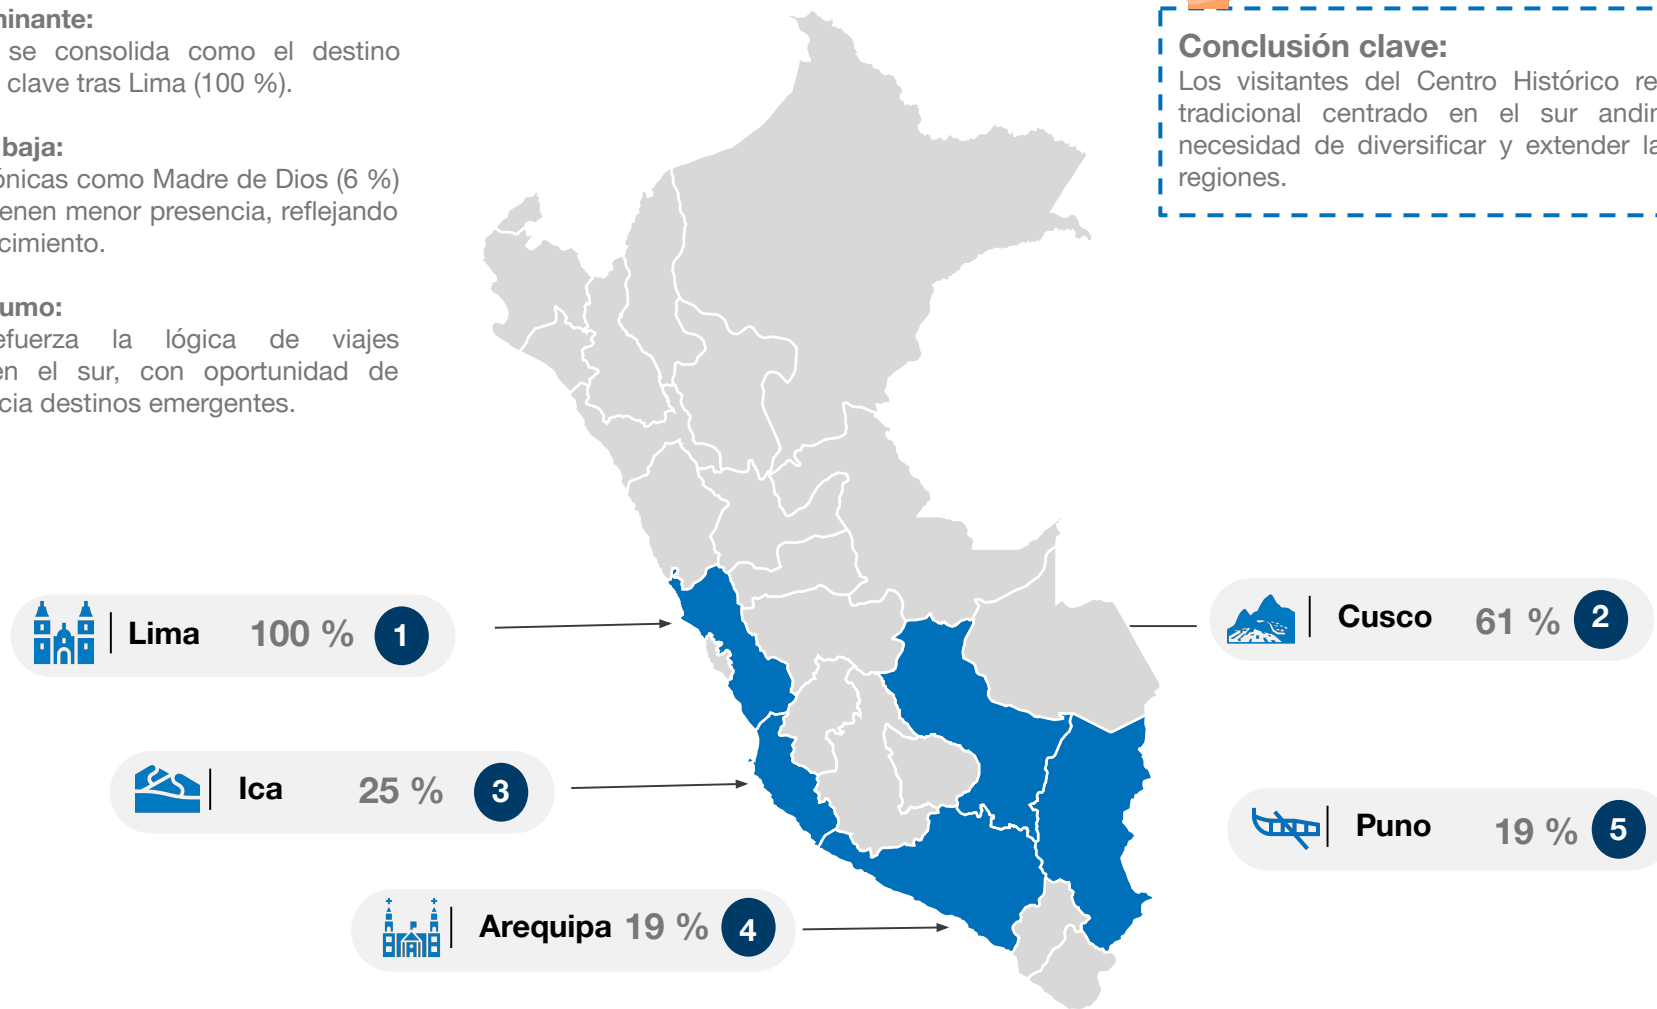 minante:
se consolida como el destino
clave tras Lima (100 %).
baja:
ónicas como Madre de Dios (6 %)
ienen menor presencia, reflejando
cimiento.
umo:
efuerza la lógica de viajes
en el sur, con oportunidad de
cia destinos emergentes.
Conclusión clave:
Los visitantes del Centro Histórico re
tradicional centrado en el sur andin
necesidad de diversificar y extender la
regiones.
Lima 100 % 1
Cusco 61 % 2
Ica 25 % 3
Puno 19 % 5
Arequipa 19 % 4